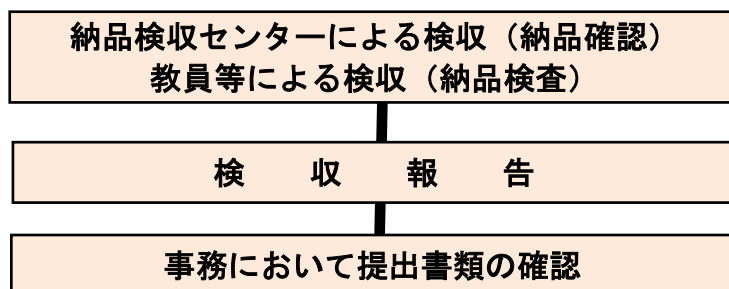 納品検収センターによる検収（納品確認）
教員等による検収（納品検査）
検　収　報　告
事務において提出書類の確認